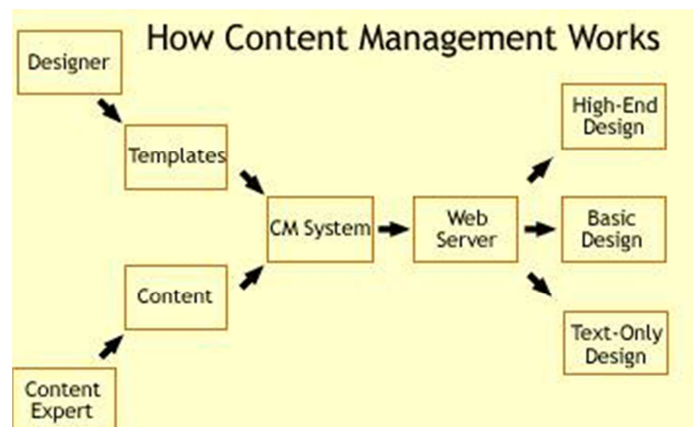 How Content Management Works
Designer
Templates
Content
Content
Expert
CM System
Web
Server
High-End
Design
Basic
Design
Text-Only
Design